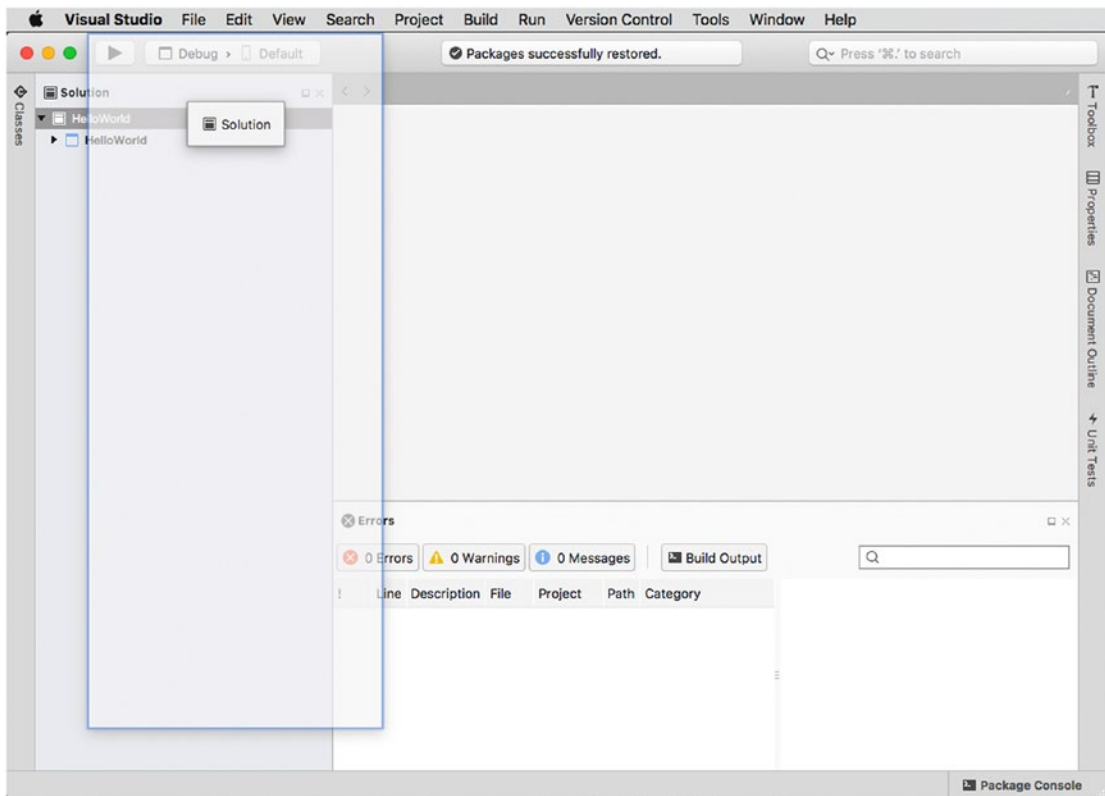 Visual Studio File Edit View Search Project Build Run Version Control Tools Window Help
Debug › Default
Packages successfully restored.
Press '⌘.' to search
Classes
Solution
HelloWorld
HelloWorld
Solution
Toolbox
Properties
Document Outline
Unit Tests
Errors
0 Errors 0 Warnings 0 Messages Build Output
! Line Description File Project Path Category
Package Console